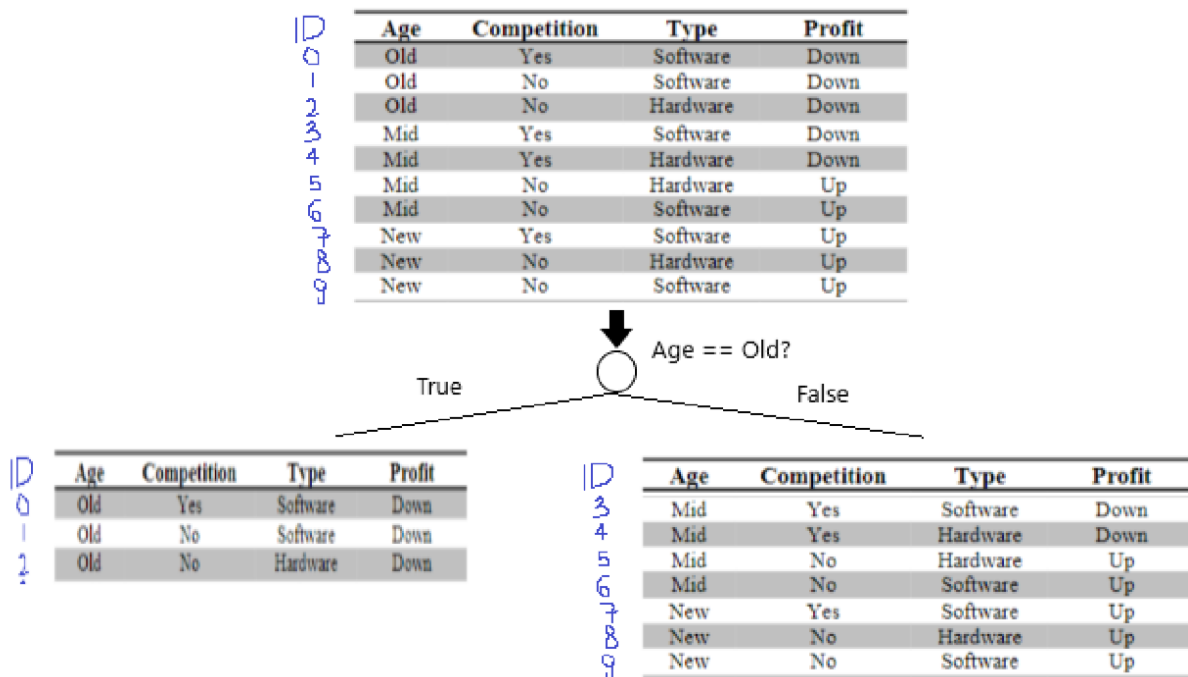 ID Age Competition Type Profit
0 Old Yes Software Down
1 Old No Software Down
2 Old No Hardware Down
3 Mid Yes Software Down
4 Mid Yes Hardware Down
5 Mid No Hardware Up
6 Mid No Software Up
7 New Yes Software Up
8 New No Hardware Up
9 New No Software Up
Age == Old?
True
False
ID Age Competition Type Profit
0 Old Yes Software Down
1 Old No Software Down
2 Old No Hardware Down
ID Age Competition Type Profit
3 Mid Yes Software Down
4 Mid Yes Hardware Down
5 Mid No Hardware Up
6 Mid No Software Up
7 New Yes Software Up
8 New No Hardware Up
9 New No Software Up